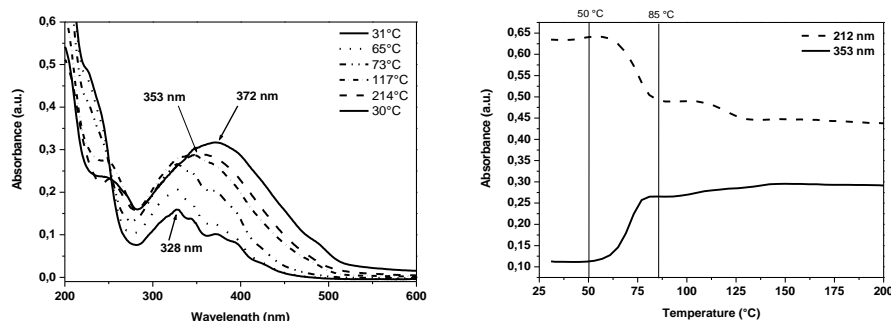 0,6
0,5
0,4
0,3
0,2
0,1
0,0
200 300 400 500 600
Absorbance (a.u.)
Wavelength (nm)
31°C
65°C
73°C
117°C
214°C
30°C
353 nm
372 nm
328 nm
50 °C
85 °C
212 nm
353 nm
0,65
0,60
0,55
0,50
0,45
0,40
0,35
0,30
0,25
0,20
0,15
0,10
25 50 75 100 125 150 175 200
Absorbance (a.u.)
Temperature (°C)